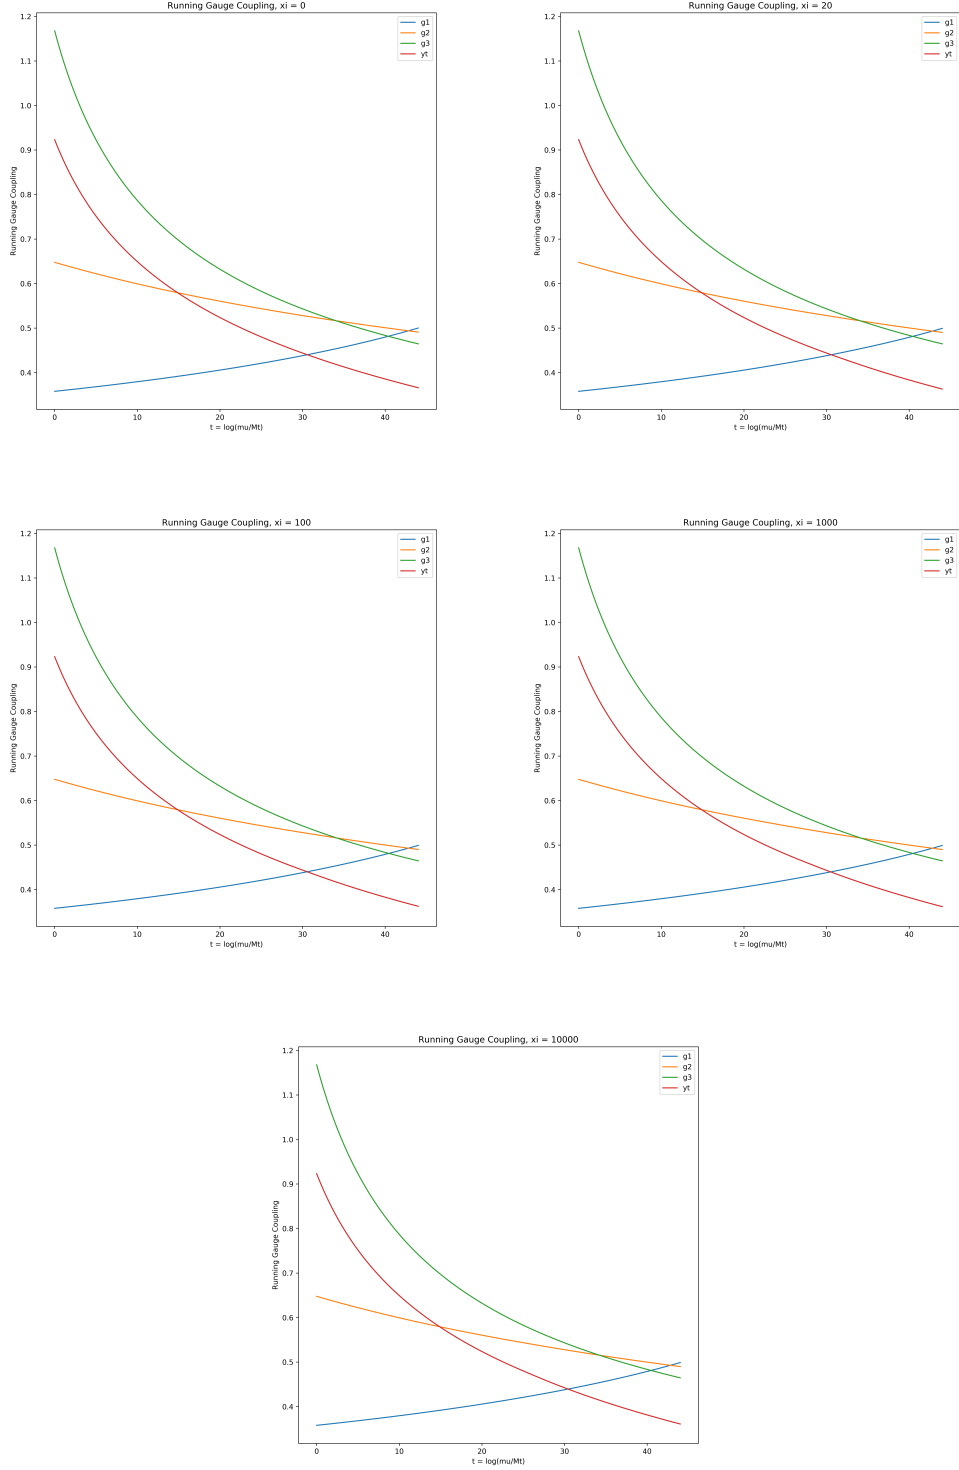 Running Gauge Coupling, xi = 0
1.2
1.1
1.0
0.9
0.8
0.7
0.6
0.5
0.4
Running Gauge Coupling
g1
g2
g3
yt
0 10 20 30 40
t = log(mu/Mt)
Running Gauge Coupling, xi = 20
1.2
1.1
1.0
0.9
0.8
0.7
0.6
0.5
0.4
Running Gauge Coupling
g1
g2
g3
yt
0 10 20 30 40
t = log(mu/Mt)
Running Gauge Coupling, xi = 100
1.2
1.1
1.0
0.9
0.8
0.7
0.6
0.5
0.4
Running Gauge Coupling
g1
g2
g3
yt
0 10 20 30 40
t = log(mu/Mt)
Running Gauge Coupling, xi = 1000
1.2
1.1
1.0
0.9
0.8
0.7
0.6
0.5
0.4
Running Gauge Coupling
g1
g2
g3
yt
0 10 20 30 40
t = log(mu/Mt)
Running Gauge Coupling, xi = 10000
1.2
1.1
1.0
0.9
0.8
0.7
0.6
0.5
0.4
Running Gauge Coupling
g1
g2
g3
yt
0 10 20 30 40
t = log(mu/Mt)